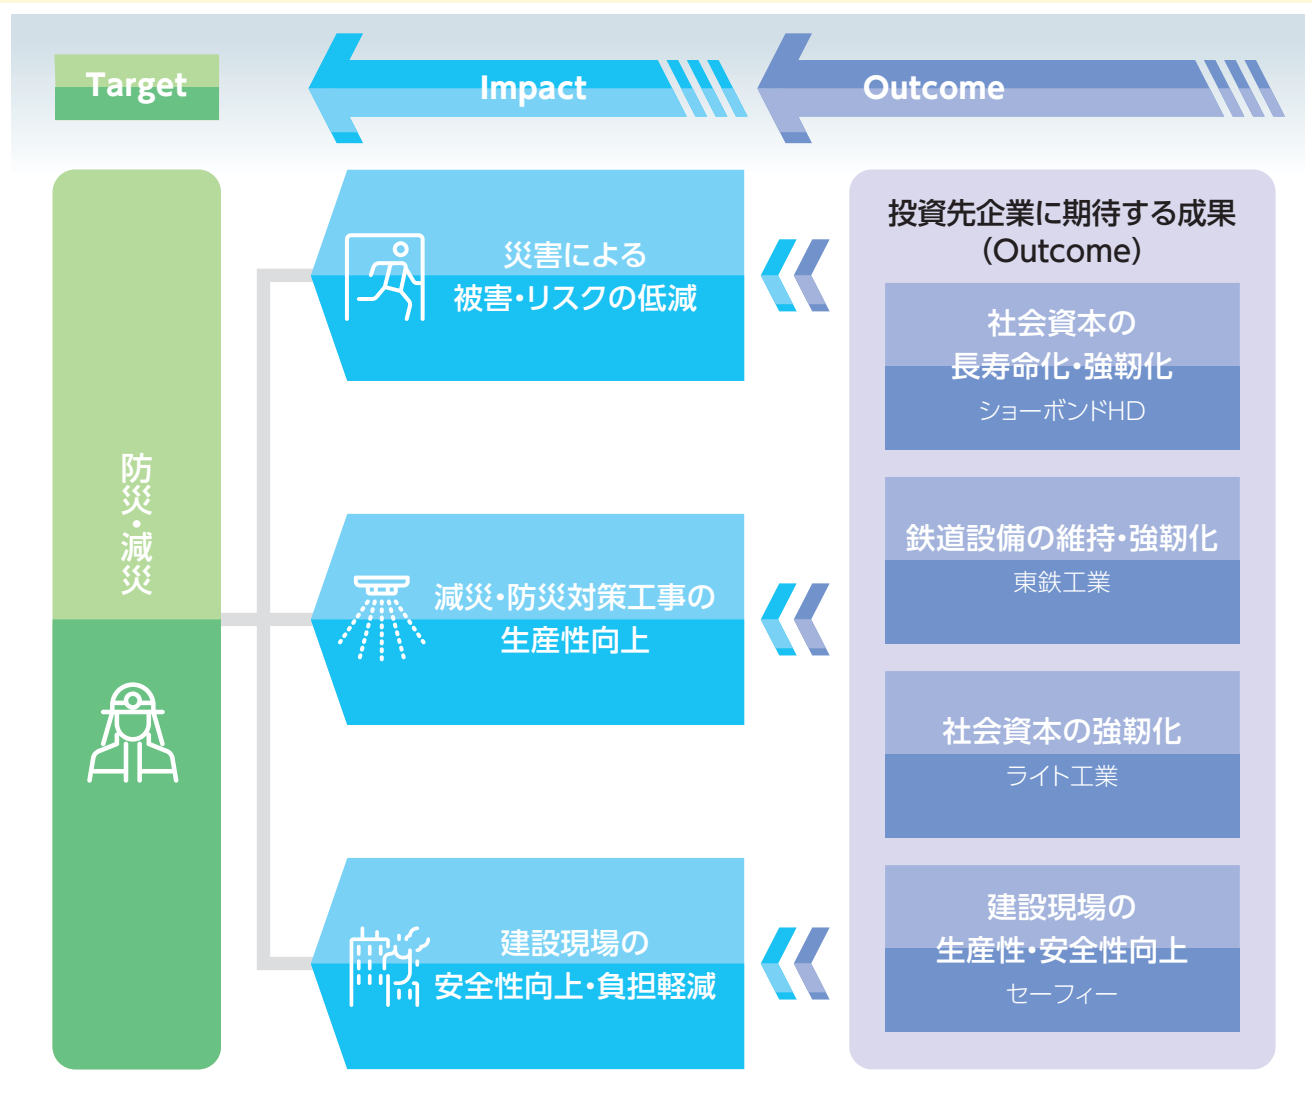 Target
Impact
Outcome
防災・減災
災害による
被害・リスクの低減
減災・防災対策工事の
生産性向上
建設現場の
安全性向上・負担軽減
投資先企業に期待する成果
（Outcome）
社会資本の
長寿命化・強靭化
ショーボンドHD
鉄道設備の維持・強靭化
東鉄工業
社会資本の強靭化
ライト工業
建設現場の
生産性・安全性向上
セーフィー